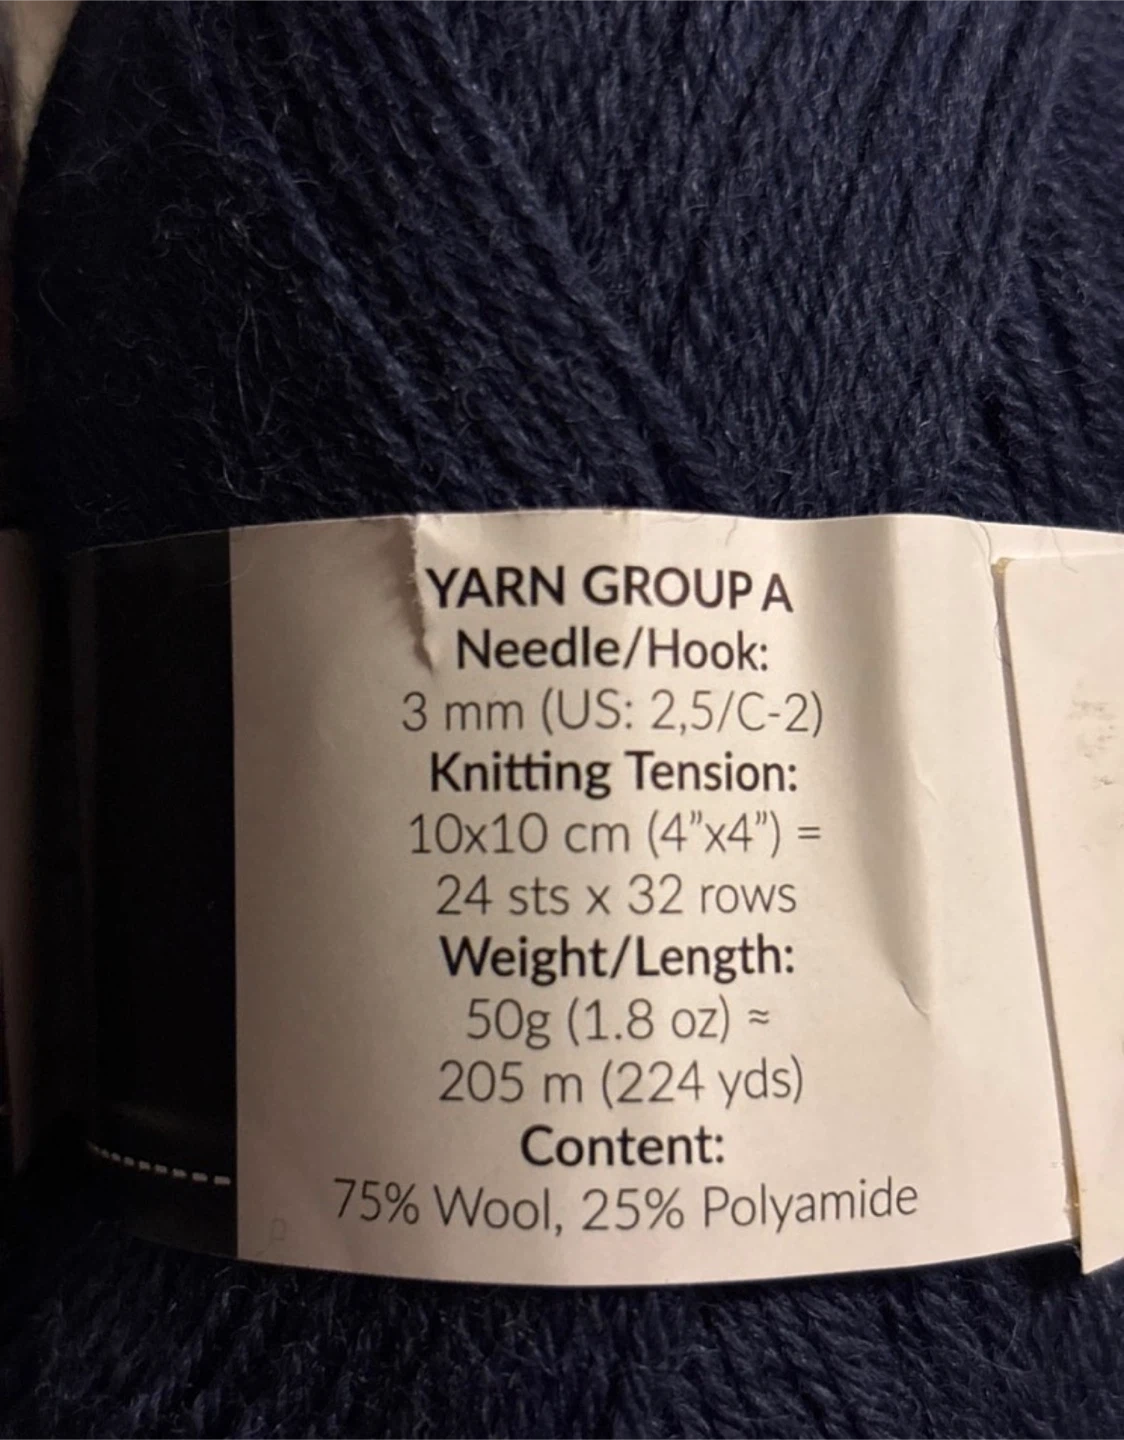 YARN GROUP A
Needle/Hook:
3 mm (US: 2,5/C-2)
Knitting Tension:
10x10 cm (4”x4”) =
24 sts x 32 rows
Weight/Length:
50g (1.8 oz) ≈
205 m (224 yds)
Content:
75% Wool, 25% Polyamide